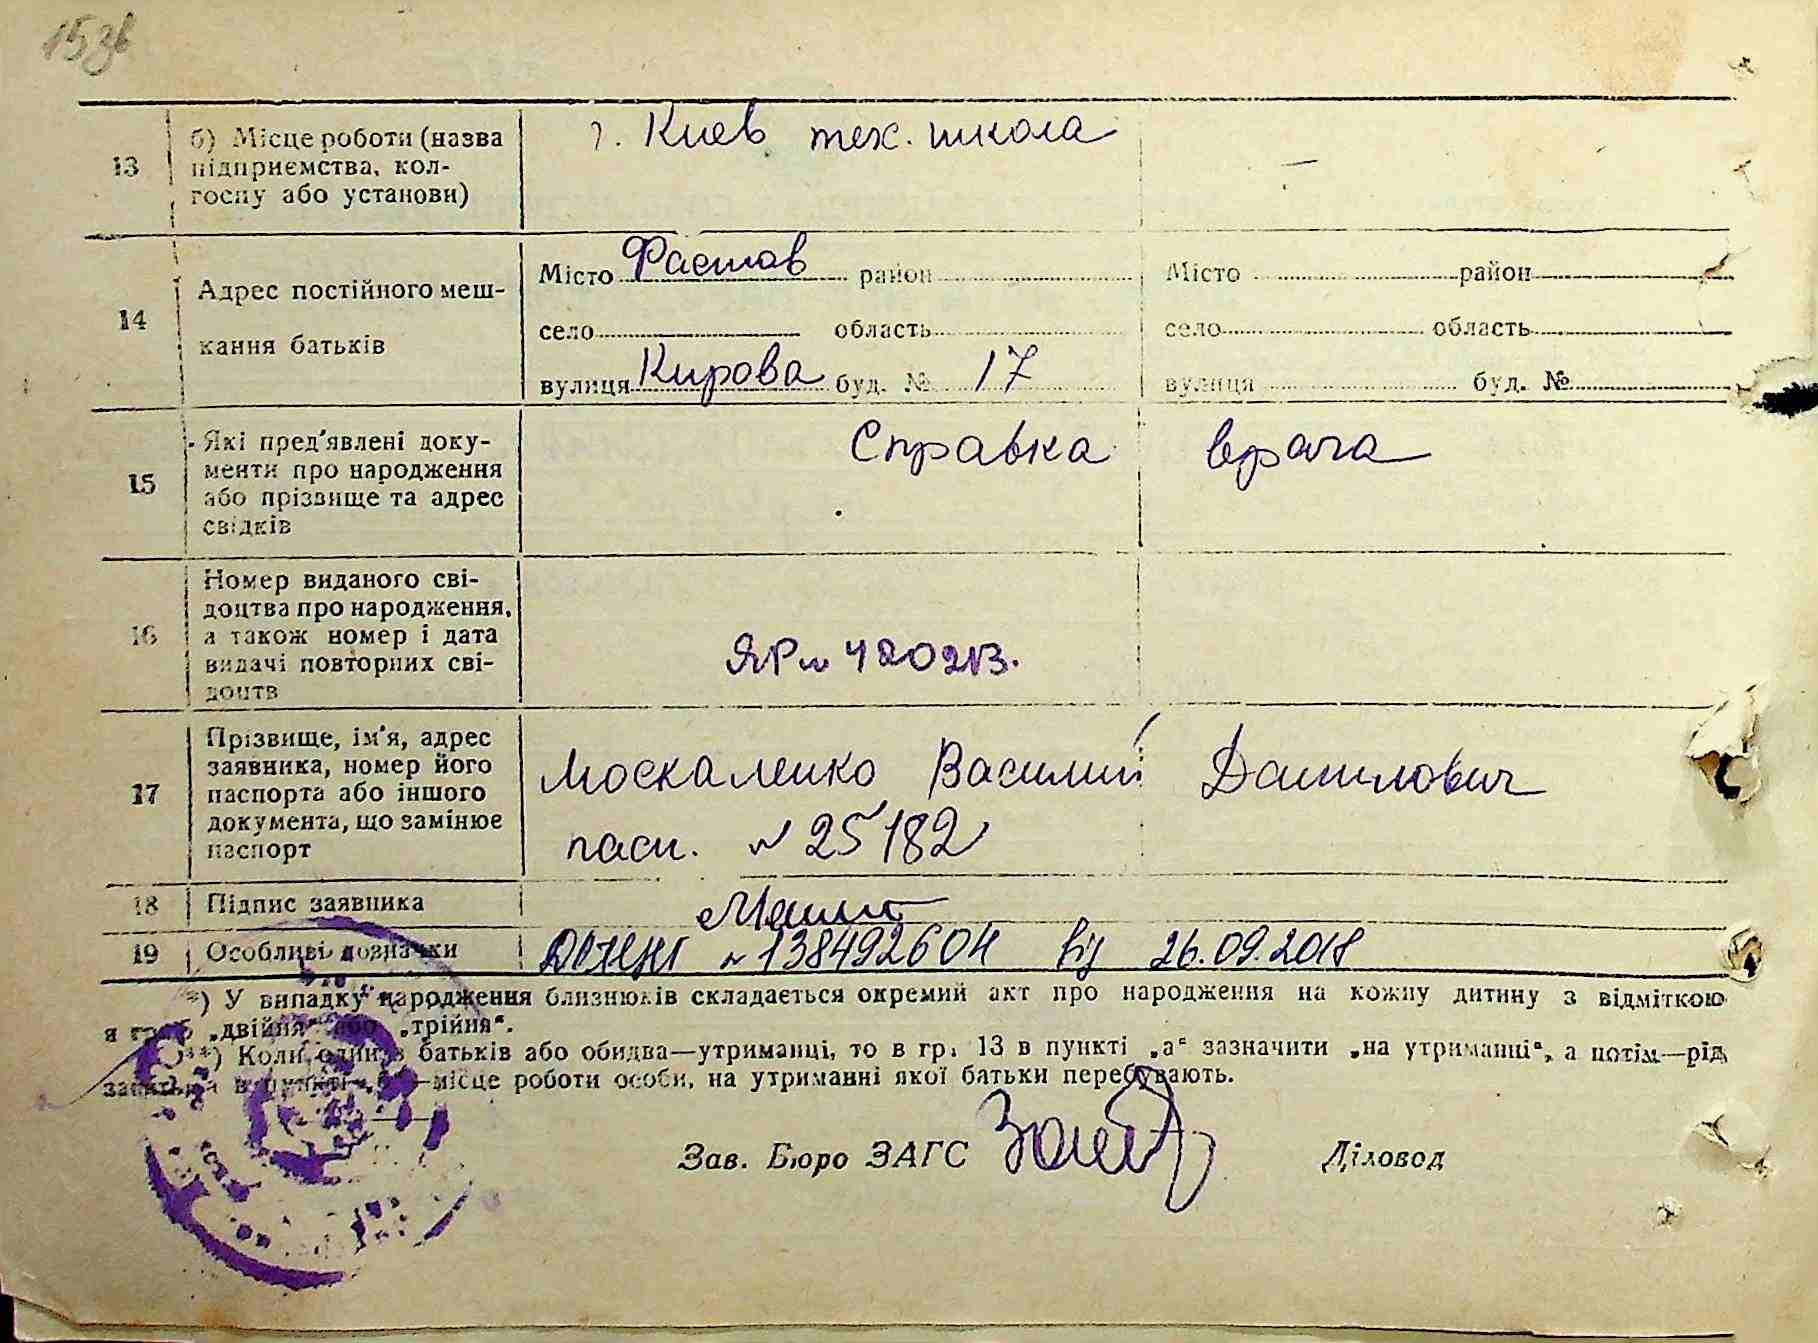 153в
13 б) Місце роботи (назва
підприємства, кол-
госпу або установи)
г. Киев тех. школа
—
14 Адрес постійного меш-
кання батьків
Місто Фастов район
село область
вулиця Кирова буд. № 17
Місто район
село область
вулиця буд. №
15 Які пред'явлені доку-
менти про народження
або прізвище та адрес
свідків
Справка врача
16 Номер виданого сві-
доцтва про народження,
а також номер і дата
видачі повторних сві-
доцтв
17 Прізвище, ім'я, адрес
заявника, номер його
паспорта або іншого
документа, що замінює
паспорт
Москаленко Василий Данилович
пасп. № 25182
18 Підпис заявника
19 Особливі дозначки
№ 138492604 від 26.09.2018
*) У випадку народження близнюків складається окремий акт про народження на кожну дитину з відміткою
я „двійня“ або „трійня“.
**) Коли один з батьків або обидва—утриманці, то в гр. 13 в пункті „а“ зазначити „на утриманці“, а потім—рід
в пункті —місце роботи особи, на утриманні якої батьки перебувають.
Зав. Бюро ЗАГС Діловод